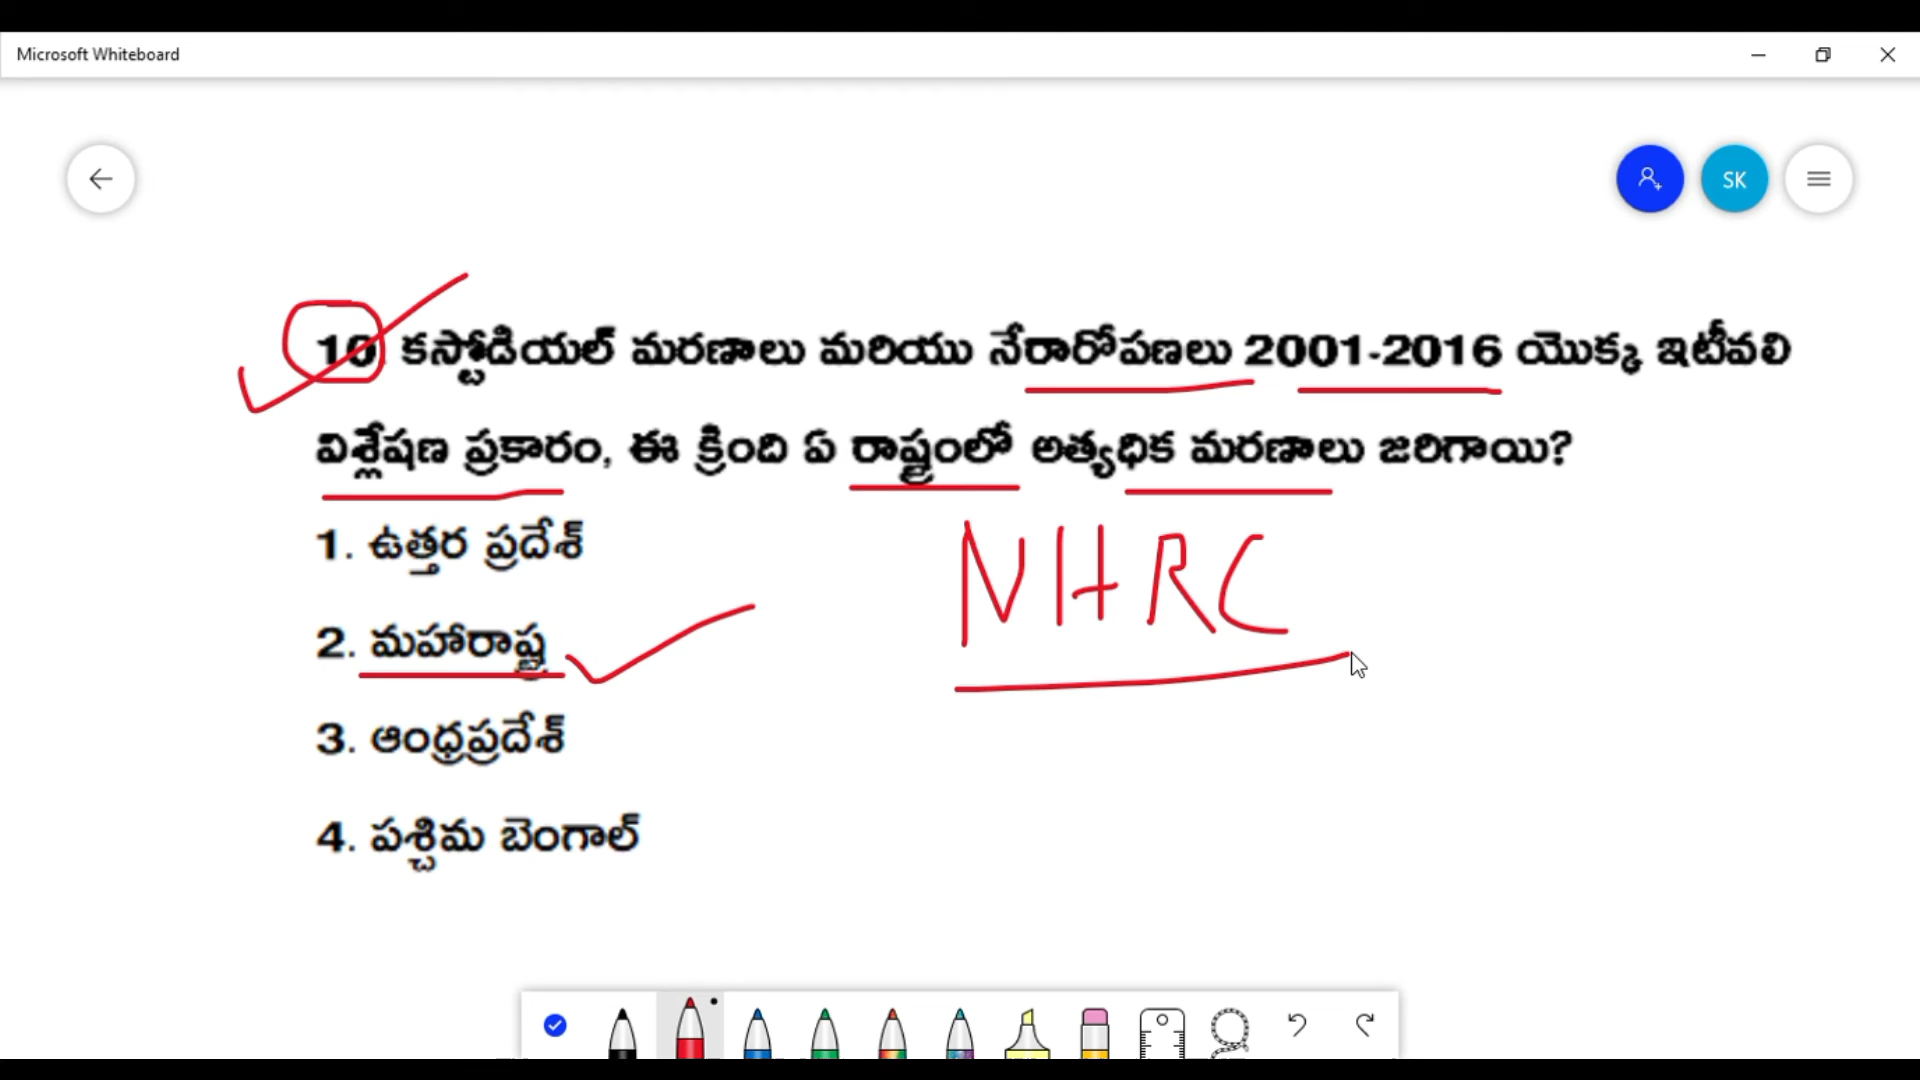 Microsoft Whiteboard
SK
10 కస్టోడియల్ మరణాలు మరియు నేరారోపణలు 2001-2016 యొక్క ఇటీవలి
విశ్లేషణ ప్రకారం, ఈ క్రింది ఏ రాష్ట్రంలో అత్యధిక మరణాలు జరిగాయి?
1. ఉత్తర ప్రదేశ్
NHRC
2. మహారాష్ట్ర
3. ఆంధ్రప్రదేశ్
4. పశ్చిమ బెంగాల్